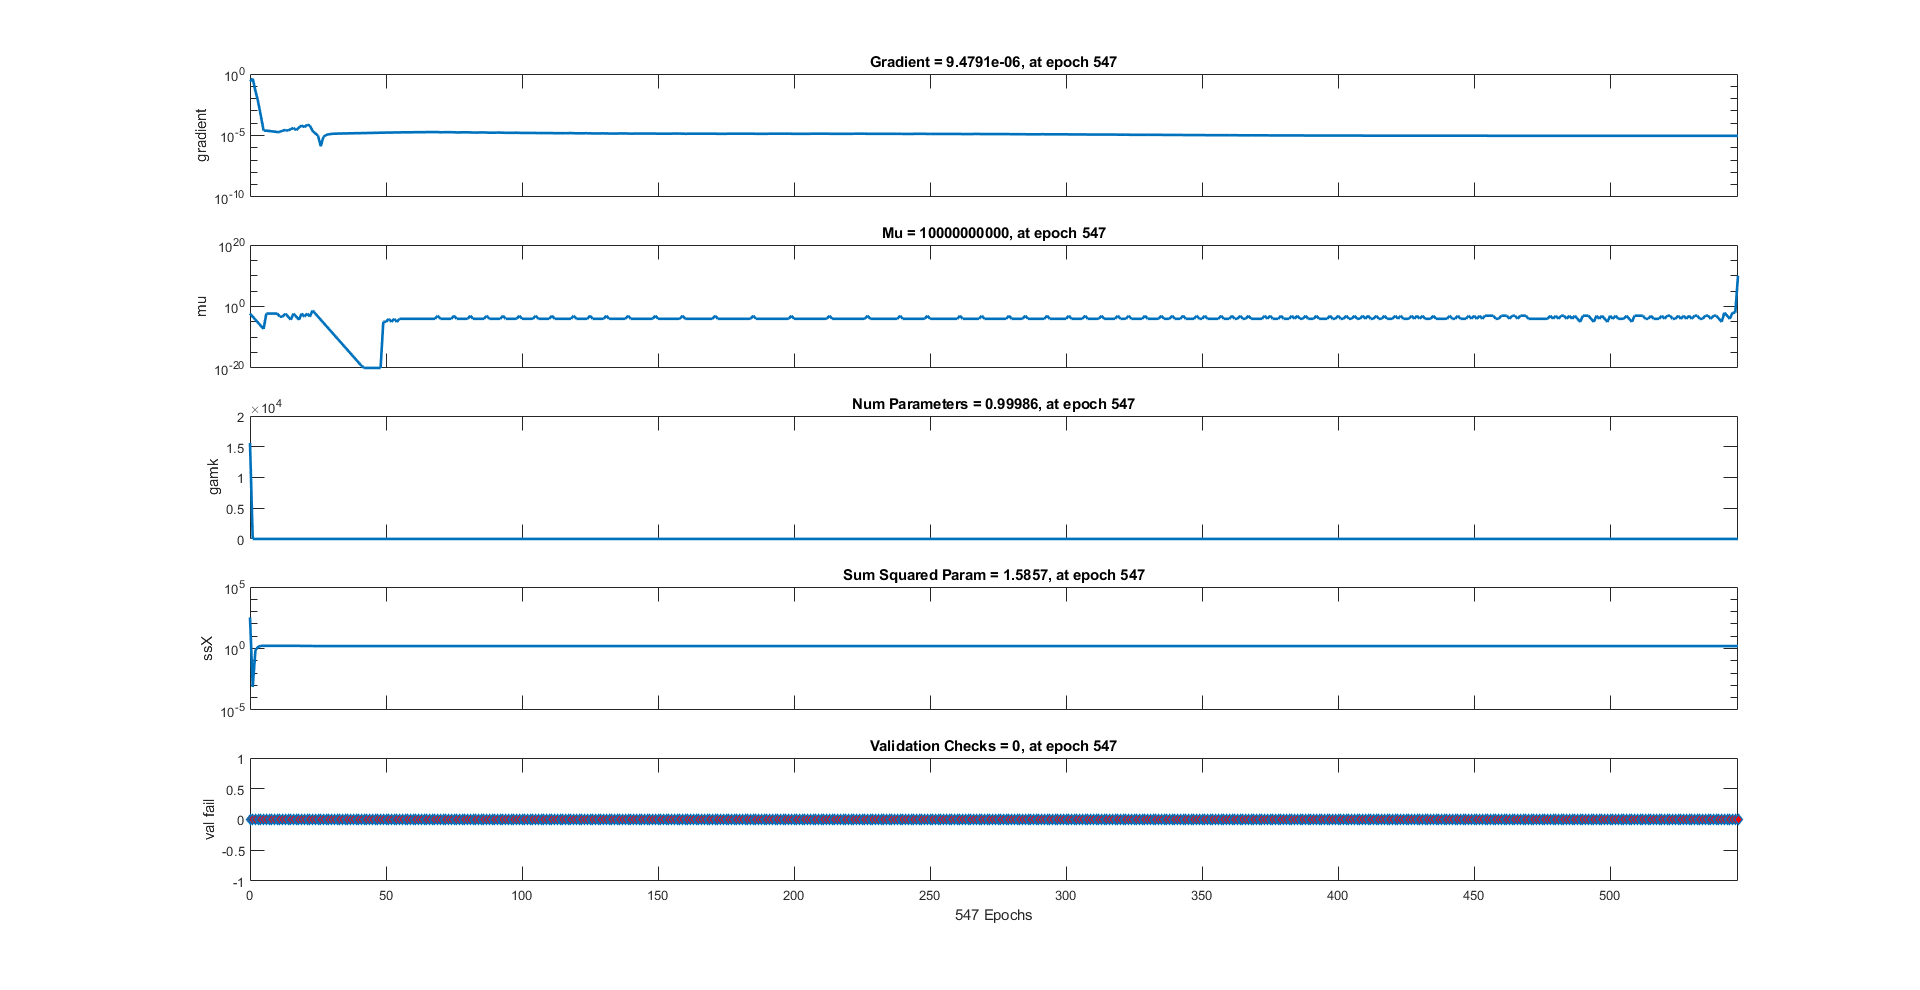 Gradient = 9.4791e-06, at epoch 547
10^0
10^-5
10^-10
gradient
Mu = 10000000000, at epoch 547
10^20
10^0
10^-20
mu
Num Parameters = 0.99986, at epoch 547
×10^4
2
1.5
1
0.5
0
gamk
Sum Squared Param = 1.5857, at epoch 547
10^5
10^0
10^-5
ssX
Validation Checks = 0, at epoch 547
1
0.5
0
-0.5
-1
val fail
0 50 100 150 200 250 300 350 400 450 500
547 Epochs